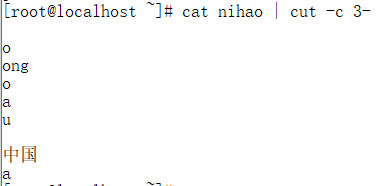 [root@localhost ~]# cat nihao | cut -c 3-
o
ong
o
a
u
中国
a